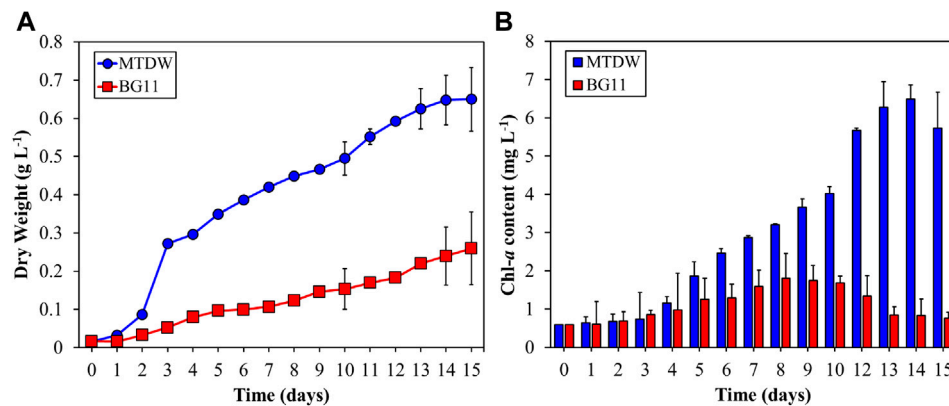 A
Dry Weight (g L-1)
0.8
0.7
0.6
0.5
0.4
0.3
0.2
0.1
0
MTDW
BG11
0 1 2 3 4 5 6 7 8 9 10 11 12 13 14 15
Time (days)
B
Chl-a content (mg L-1)
8
7
6
5
4
3
2
1
0
MTDW
BG11
0 1 2 3 4 5 6 7 8 9 10 11 12 13 14 15
Time (days)